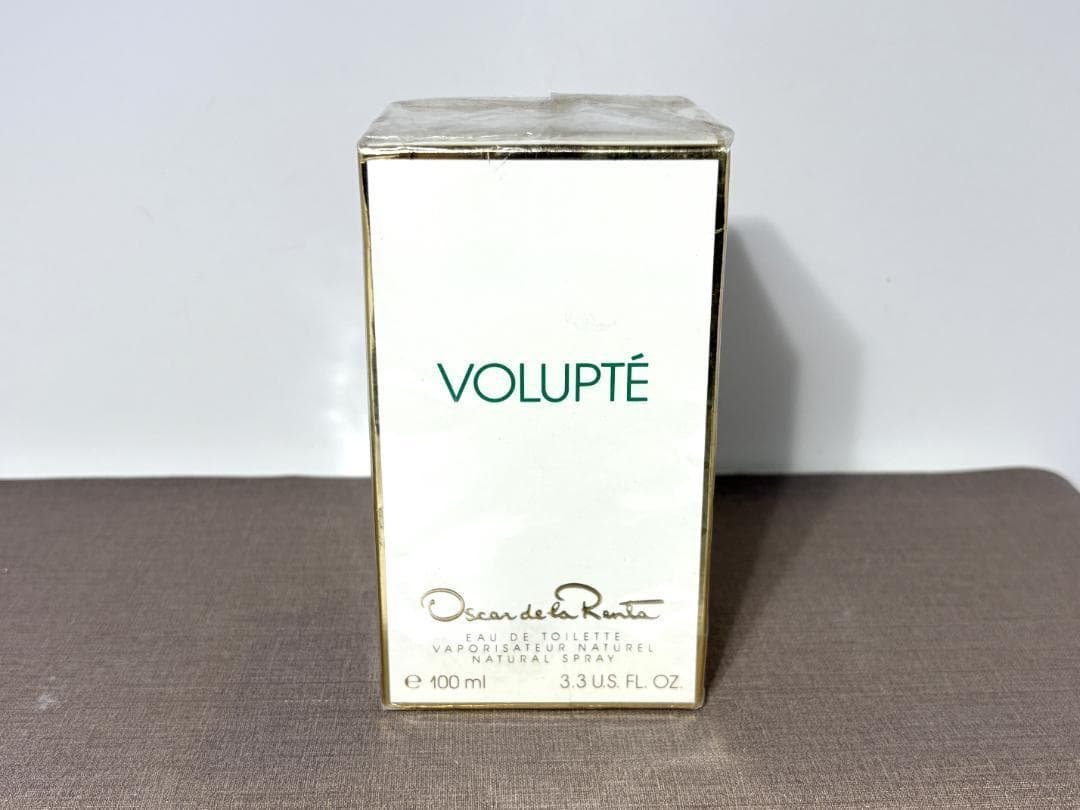 VOLUPTÉ
Oscar de la Renta
EAU DE TOILETTE
VAPORISATEUR NATUREL
NATURAL SPRAY
e 100 ml 3.3 U.S. FL. OZ.